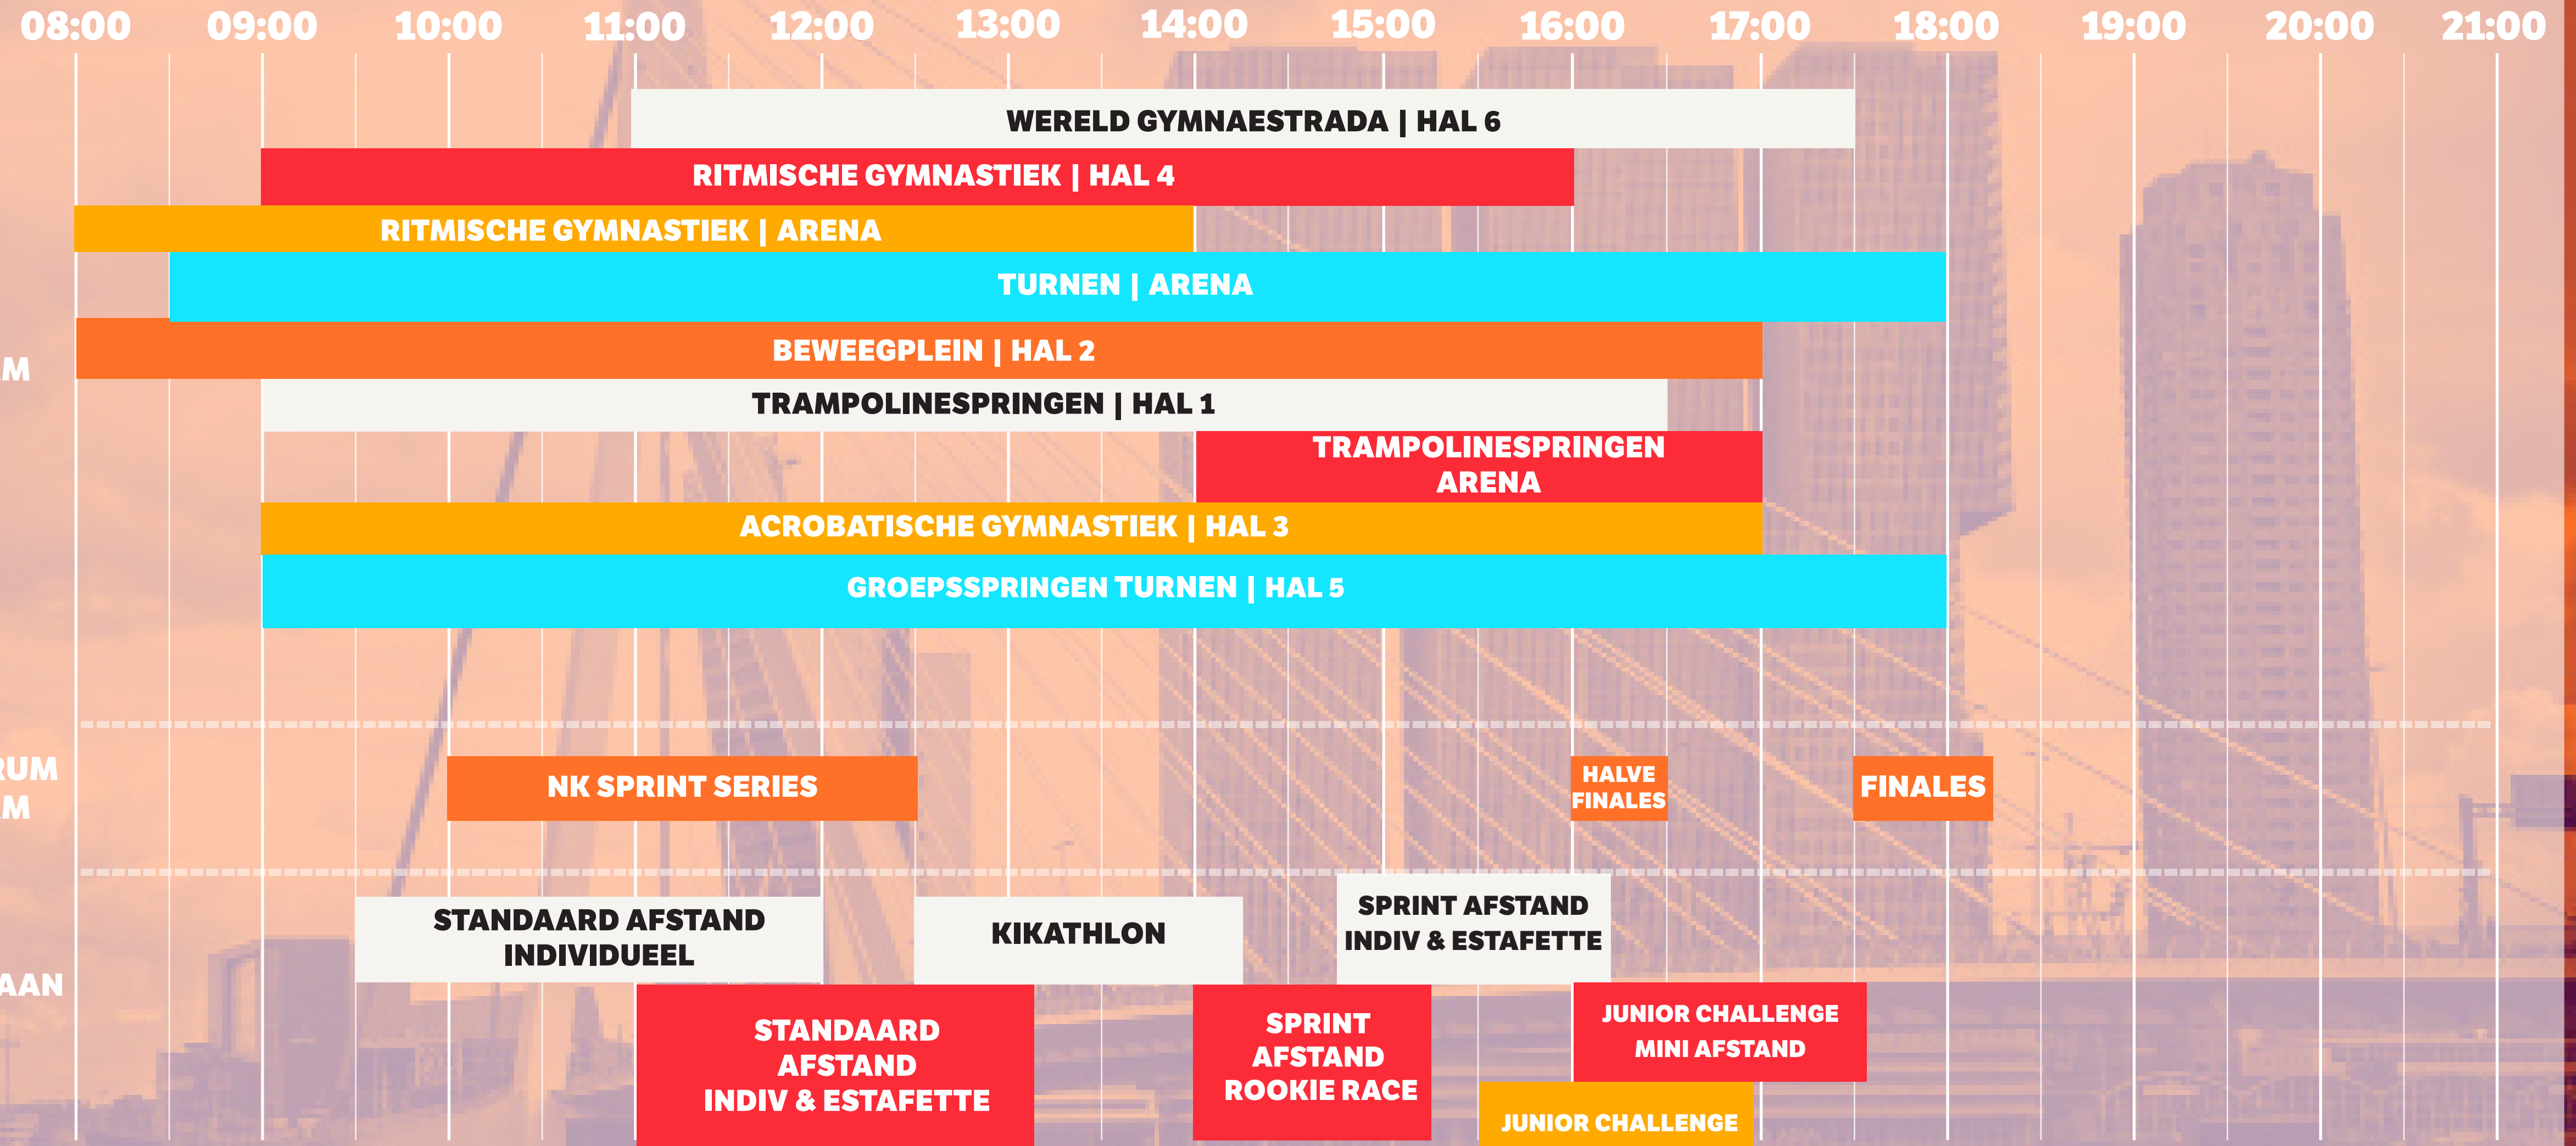 08:00 09:00 10:00 11:00 12:00 13:00 14:00 15:00 16:00 17:00 18:00 19:00 20:00 21:00
WERELD GYMNAESTRADA | HAL 6
RITMISCHE GYMNASTIEK | HAL 4
RITMISCHE GYMNASTIEK | ARENA
TURNEN | ARENA
BEWEEGPLEIN | HAL 2
TRAMPOLINESPRINGEN | HAL 1
TRAMPOLINESPRINGEN
ARENA
ACROBATISCHE GYMNASTIEK | HAL 3
GROEPSSPRINGEN TURNEN | HAL 5
NK SPRINT SERIES
HALVE
FINALES
FINALES
STANDAARD AFSTAND
INDIVIDUEEL
KIKATHLON
SPRINT AFSTAND
INDIV & ESTAFETTE
STANDAARD
AFSTAND
INDIV & ESTAFETTE
SPRINT
AFSTAND
ROOKIE RACE
JUNIOR CHALLENGE
MINI AFSTAND
JUNIOR CHALLENGE